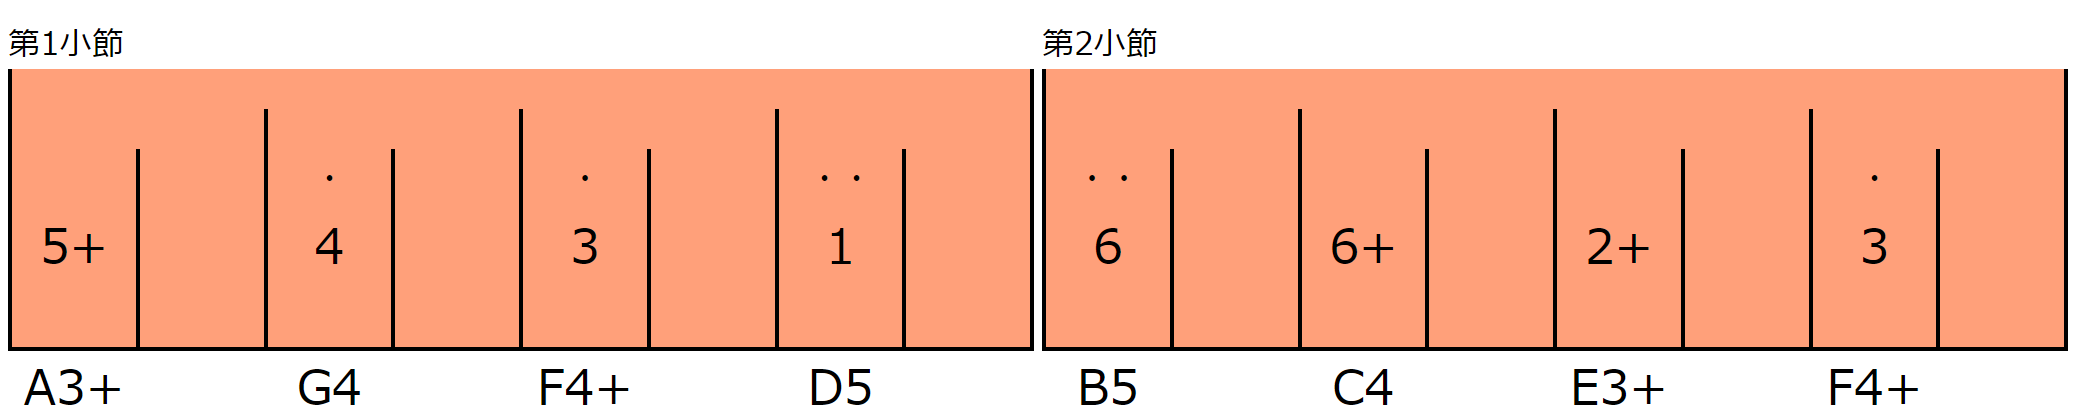 第1小節 第2小節
· · · · · · ·
5+ 4 3 1 6 6+ 2+ 3
A3+ G4 F4+ D5 B5 C4 E3+ F4+